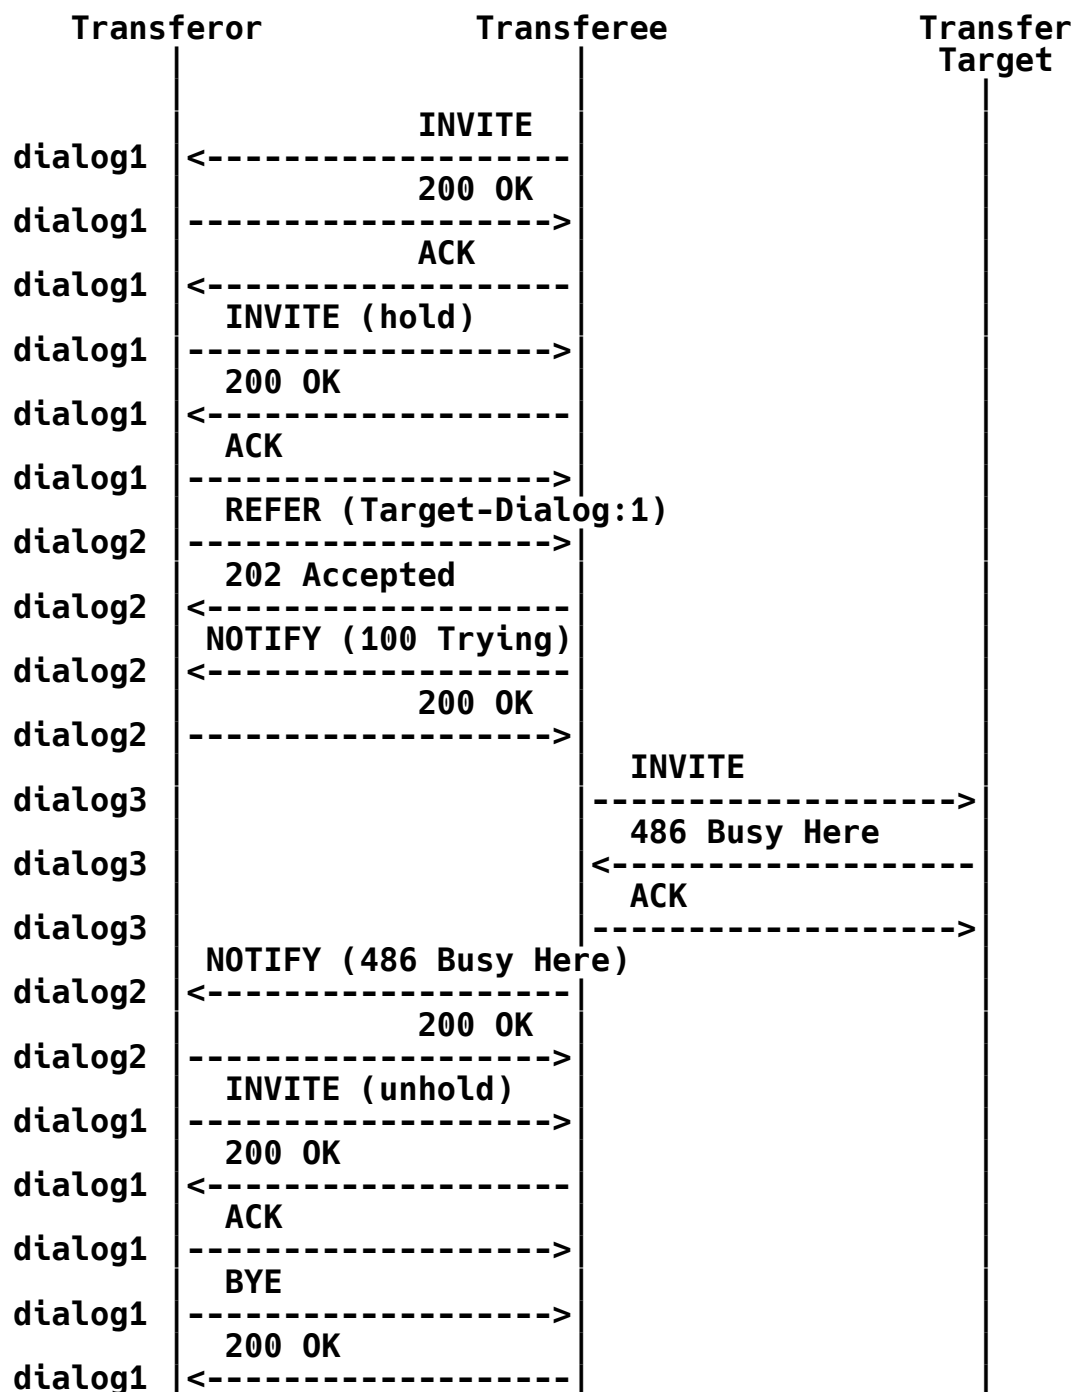 Transferor Transferee Transfer
Target
INVITE
dialog1 <-------------------
200 OK
dialog1 ------------------->
ACK
dialog1 <-------------------
INVITE (hold)
dialog1 ------------------->
200 OK
dialog1 <-------------------
ACK
dialog1 ------------------->
REFER (Target-Dialog:1)
dialog2 ------------------->
202 Accepted
dialog2 <-------------------
NOTIFY (100 Trying)
dialog2 <-------------------
200 OK
dialog2 ------------------->
INVITE
dialog3 ------------------->
486 Busy Here
dialog3 <-------------------
ACK
dialog3 ------------------->
NOTIFY (486 Busy Here)
dialog2 <-------------------
200 OK
dialog2 ------------------->
INVITE (unhold)
dialog1 ------------------->
200 OK
dialog1 <-------------------
ACK
dialog1 ------------------->
BYE
dialog1 ------------------->
200 OK
dialog1 <-------------------